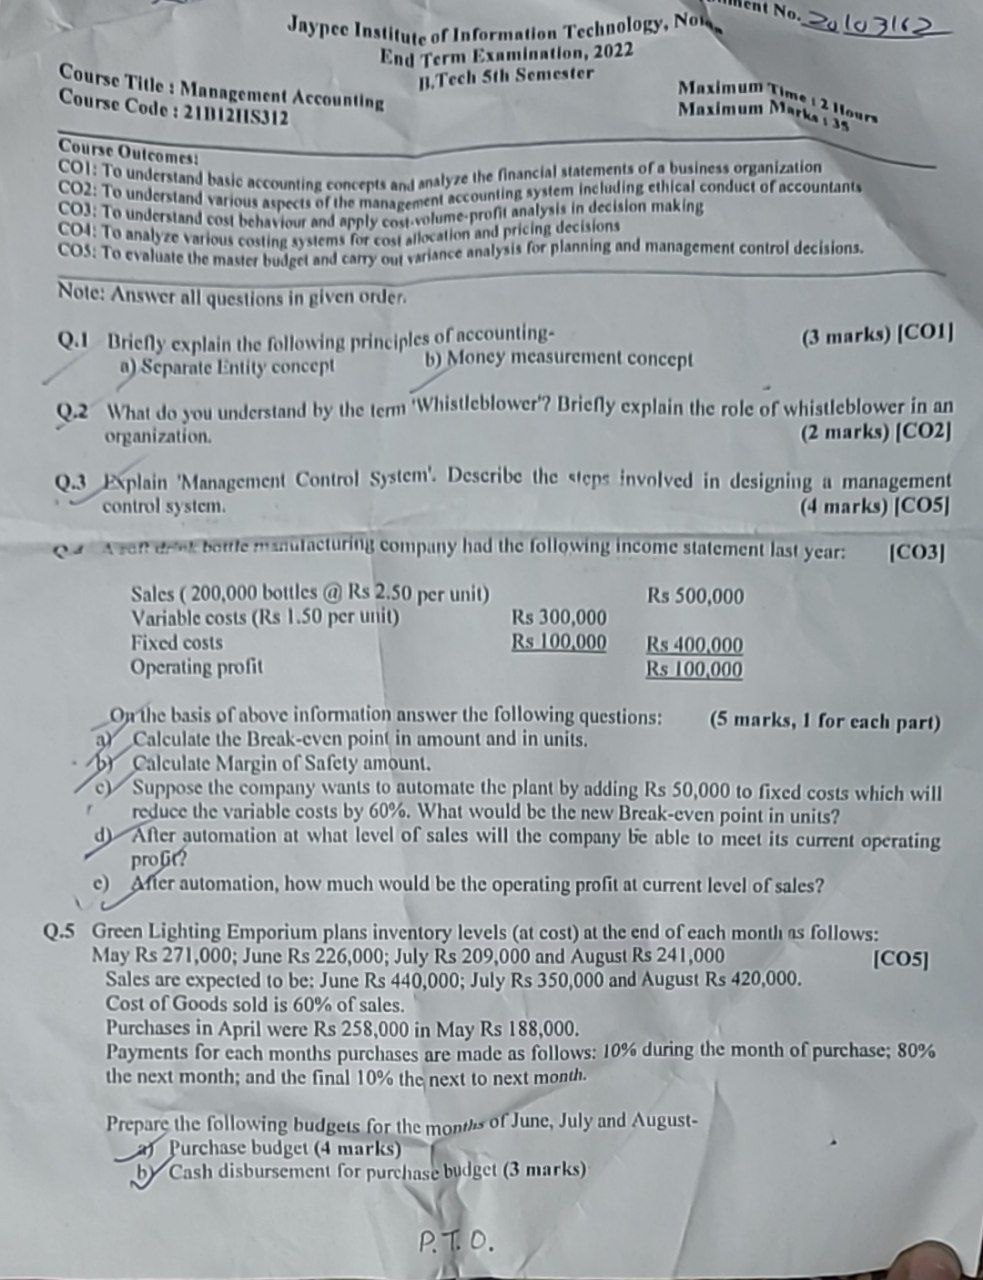 ment No. 20103162
Jaypee Institute of Information Technology, Noi
End Term Examination, 2022
B.Tech 5th Semester
Course Title : Management Accounting
Course Code : 21B12HS312
Maximum Time : 2 Hours
Maximum Marks : 35
Course Outcomes:
CO1: To understand basic accounting concepts and analyze the financial statements of a business organization
CO2: To understand various aspects of the management accounting system including ethical conduct of accountants
CO3: To understand cost behaviour and apply cost-volume-profit analysis in decision making
CO4: To analyze various costing systems for cost allocation and pricing decisions
CO5: To evaluate the master budget and carry out variance analysis for planning and management control decisions.
Note: Answer all questions in given order.
Q.1 Briefly explain the following principles of accounting- (3 marks) [CO1]
a) Separate Entity concept b) Money measurement concept
Q.2 What do you understand by the term 'Whistleblower'? Briefly explain the role of whistleblower in an
organization. (2 marks) [CO2]
Q.3 Explain 'Management Control System'. Describe the steps involved in designing a management
control system. (4 marks) [CO5]
Q.4 A soft drink bottle manufacturing company had the following income statement last year: [CO3]
Sales ( 200,000 bottles @ Rs 2.50 per unit) Rs 500,000
Variable costs (Rs 1.50 per unit) Rs 300,000
Fixed costs Rs 100,000 Rs 400,000
Operating profit Rs 100,000
On the basis of above information answer the following questions: (5 marks, 1 for each part)
a) Calculate the Break-even point in amount and in units.
b) Calculate Margin of Safety amount.
c) Suppose the company wants to automate the plant by adding Rs 50,000 to fixed costs which will
reduce the variable costs by 60%. What would be the new Break-even point in units?
d) After automation at what level of sales will the company be able to meet its current operating
profit?
e) After automation, how much would be the operating profit at current level of sales?
Q.5 Green Lighting Emporium plans inventory levels (at cost) at the end of each month as follows:
May Rs 271,000; June Rs 226,000; July Rs 209,000 and August Rs 241,000 [CO5]
Sales are expected to be: June Rs 440,000; July Rs 350,000 and August Rs 420,000.
Cost of Goods sold is 60% of sales.
Purchases in April were Rs 258,000 in May Rs 188,000.
Payments for each months purchases are made as follows: 10% during the month of purchase; 80%
the next month; and the final 10% the next to next month.
Prepare the following budgets for the months of June, July and August-
a) Purchase budget (4 marks)
b) Cash disbursement for purchase budget (3 marks)
P.T.O.